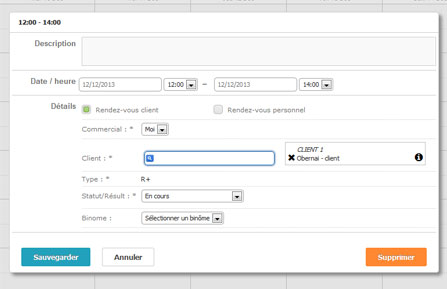 12:00 - 14:00
Description
Date / heure 12/12/2013 12:00 – 12/12/2013 14:00
Détails Rendez-vous client Rendez-vous personnel
Commercial : * Moi
CLIENT 1
Client : * Obernai - client
Type : * R+
Statut/Résult : * En cours
Binome : Sélectionner un binôme
Sauvegarder Annuler Supprimer